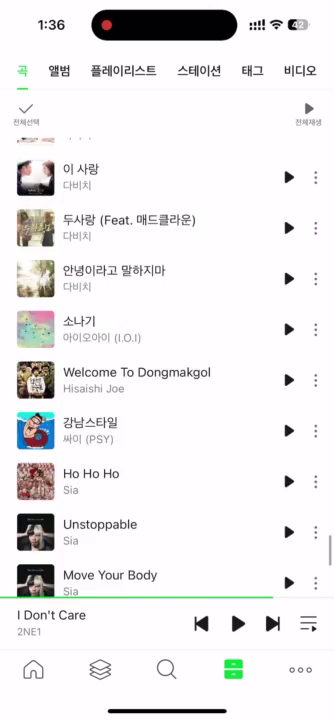 1:36
42
곡 앨범 플레이리스트 스테이션 태그 비디오
전체선택 전체재생
이 사랑
다비치
두사랑 (Feat. 매드클라운)
다비치
안녕이라고 말하지마
다비치
소나기
아이오아이 (I.O.I)
Welcome To Dongmakgol
Hisaishi Joe
강남스타일
싸이 (PSY)
Ho Ho Ho
Sia
Unstoppable
Sia
Move Your Body
Sia
I Don't Care
2NE1